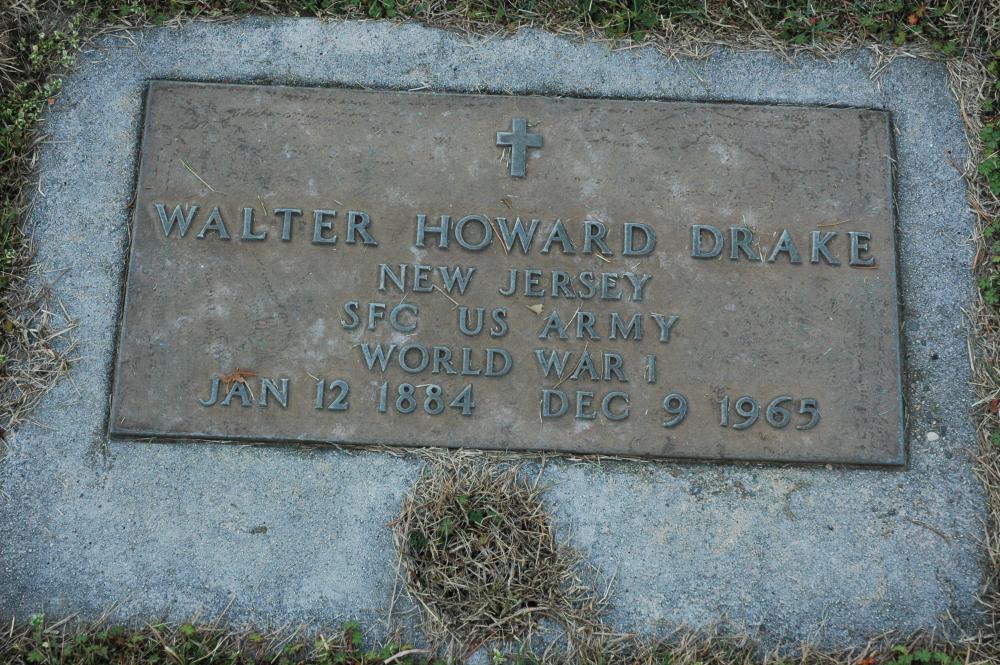 WALTER HOWARD DRAKE
NEW JERSEY
SFC US ARMY
WORLD WAR I
JAN 12 1884 DEC 9 1965